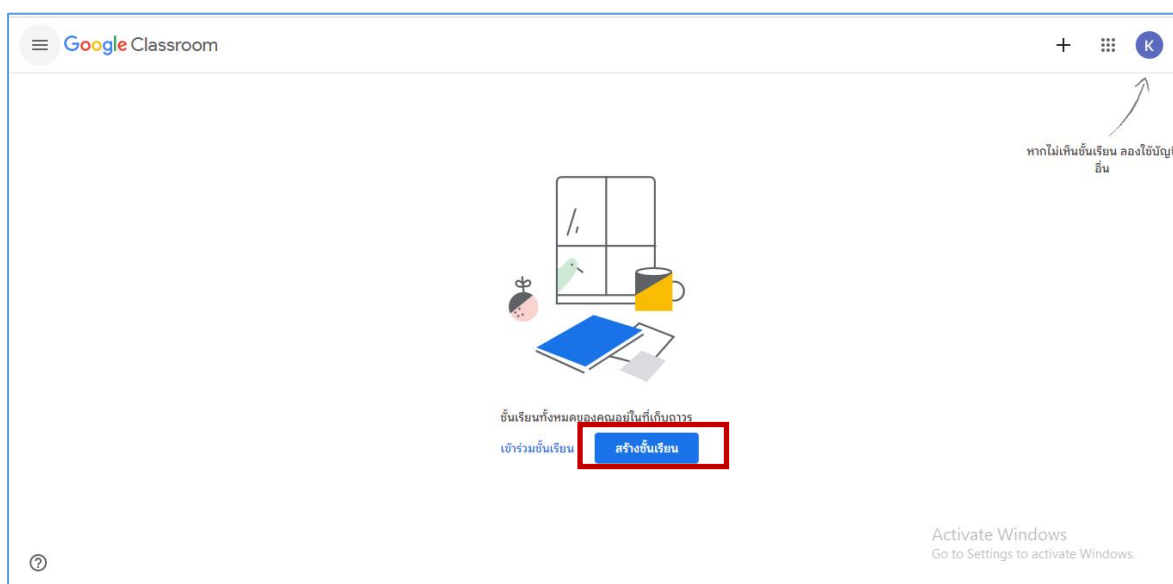 Google Classroom
K
หากไม่เห็นชั้นเรียน ลองใช้บัญชี
อื่น
ชั้นเรียนทั้งหมดของคุณอยู่ในที่เก็บถาวร
เข้าร่วมชั้นเรียน
สร้างชั้นเรียน
Activate Windows
Go to Settings to activate Windows.